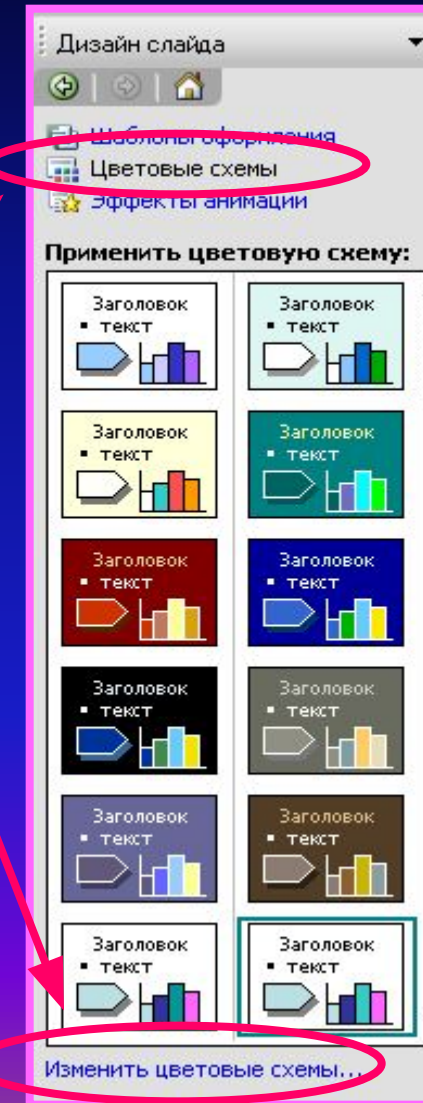 Дизайн слайда
Шаблоны оформления
Цветовые схемы
Эффекты анимации
Применить цветовую схему:
Заголовок
▪ текст
Заголовок
▪ текст
Заголовок
▪ текст
Заголовок
▪ текст
Заголовок
▪ текст
Заголовок
▪ текст
Заголовок
▪ текст
Заголовок
▪ текст
Заголовок
▪ текст
Заголовок
▪ текст
Заголовок
▪ текст
Заголовок
▪ текст
Изменить цветовые схемы...